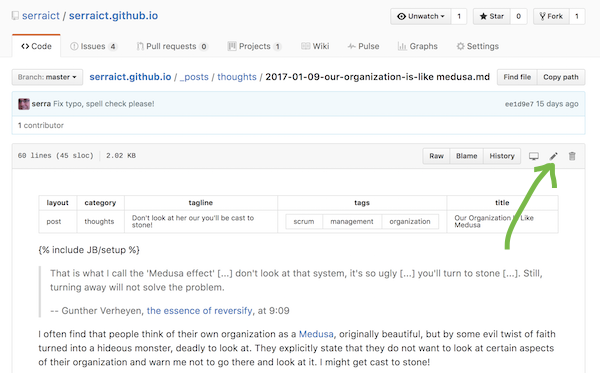 serraict / serraict.github.io
Unwatch 1 Star 0 Fork 1
Code Issues 4 Pull requests 0 Projects 1 Wiki Pulse Graphs Settings
Branch: master serraict.github.io / _posts / thoughts / 2017-01-09-our-organization-is-like medusa.md Find file Copy path
serra Fix typo, spell check please! ee1d9e7 15 days ago
1 contributor
60 lines (45 sloc) 2.02 KB Raw Blame History
layout category tagline tags title
post thoughts Don't look at her our you'll be cast to stone! scrum management organization Our Organization Is Like Medusa
{% include JB/setup %}
That is what I call the 'Medusa effect' [...] don't look at that system, it's so ugly [...] you'll turn to stone [...]. Still,
turning away will not solve the problem.
-- Gunther Verheyen, the essence of reversify, at 9:09
I often find that people think of their own organization as a Medusa, originally beautiful, but by some evil twist of faith
turned into a hideous monster, deadly to look at. They explicitly state that they do not want to look at certain aspects
of their organization and warn me not to go there and look at it. I might get cast to stone!